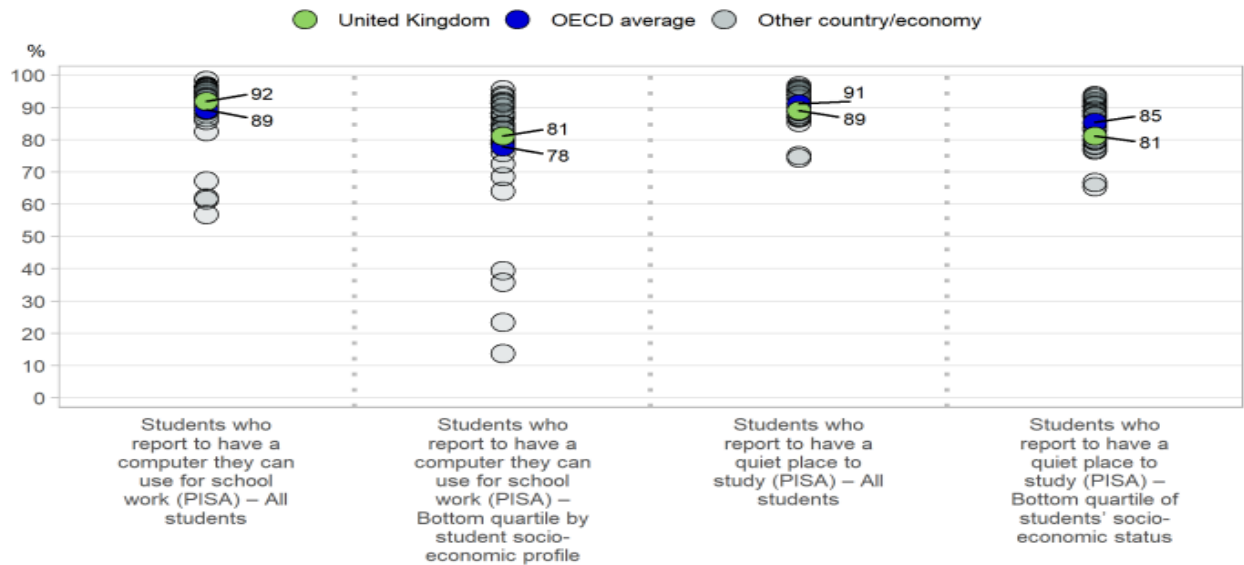 United Kingdom OECD average Other country/economy
%
100
90
80
70
60
50
40
30
20
10
0
92
89
81
78
91
89
85
81
Students who
report to have a
computer they can
use for school
work (PISA) – All
students
Students who
report to have a
computer they can
use for school
work (PISA) –
Bottom quartile by
student socio-
economic profile
Students who
report to have a
quiet place to
study (PISA) – All
students
Students who
report to have a
quiet place to
study (PISA) –
Bottom quartile of
students' socio-
economic status